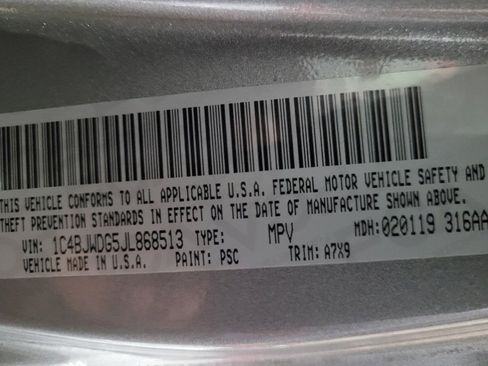 THIS VEHICLE CONFORMS TO ALL APPLICABLE U.S.A. FEDERAL MOTOR VEHICLE SAFETY AND
THEFT PREVENTION STANDARDS IN EFFECT ON THE DATE OF MANUFACTURE SHOWN ABOVE.
VIN: 1C4BJWDG5JL868513 TYPE: MPV MDH:020119 316AA
VEHICLE MADE IN U.S.A. PAINT: PSC TRIM: A7X9